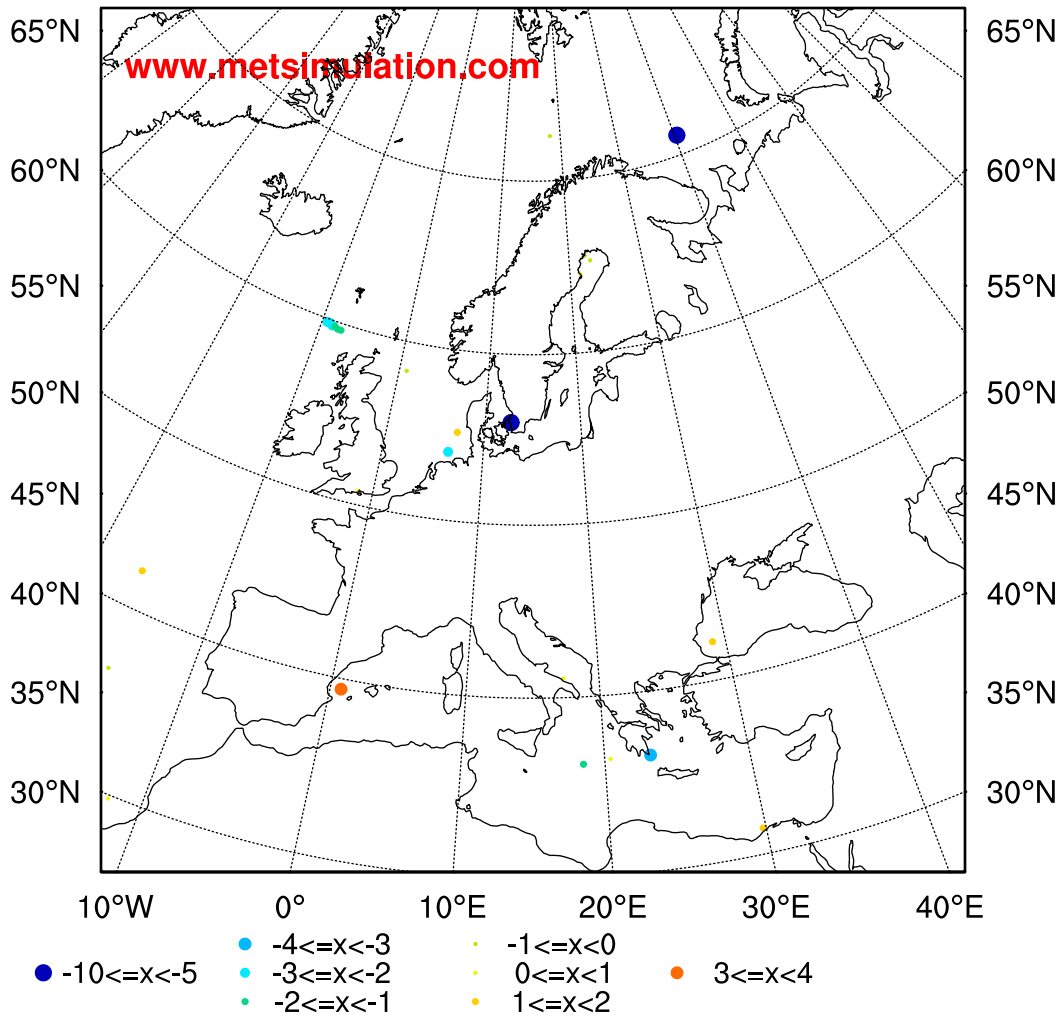 65°N 65°N
www.metsimulation.com
60°N 60°N
55°N 55°N
50°N 50°N
45°N 45°N
40°N 40°N
35°N 35°N
30°N 30°N
10°W 0° 10°E 20°E 30°E 40°E
-4<=x<-3 -1<=x<0
-10<=x<-5 -3<=x<-2 0<=x<1 3<=x<4
-2<=x<-1 1<=x<2